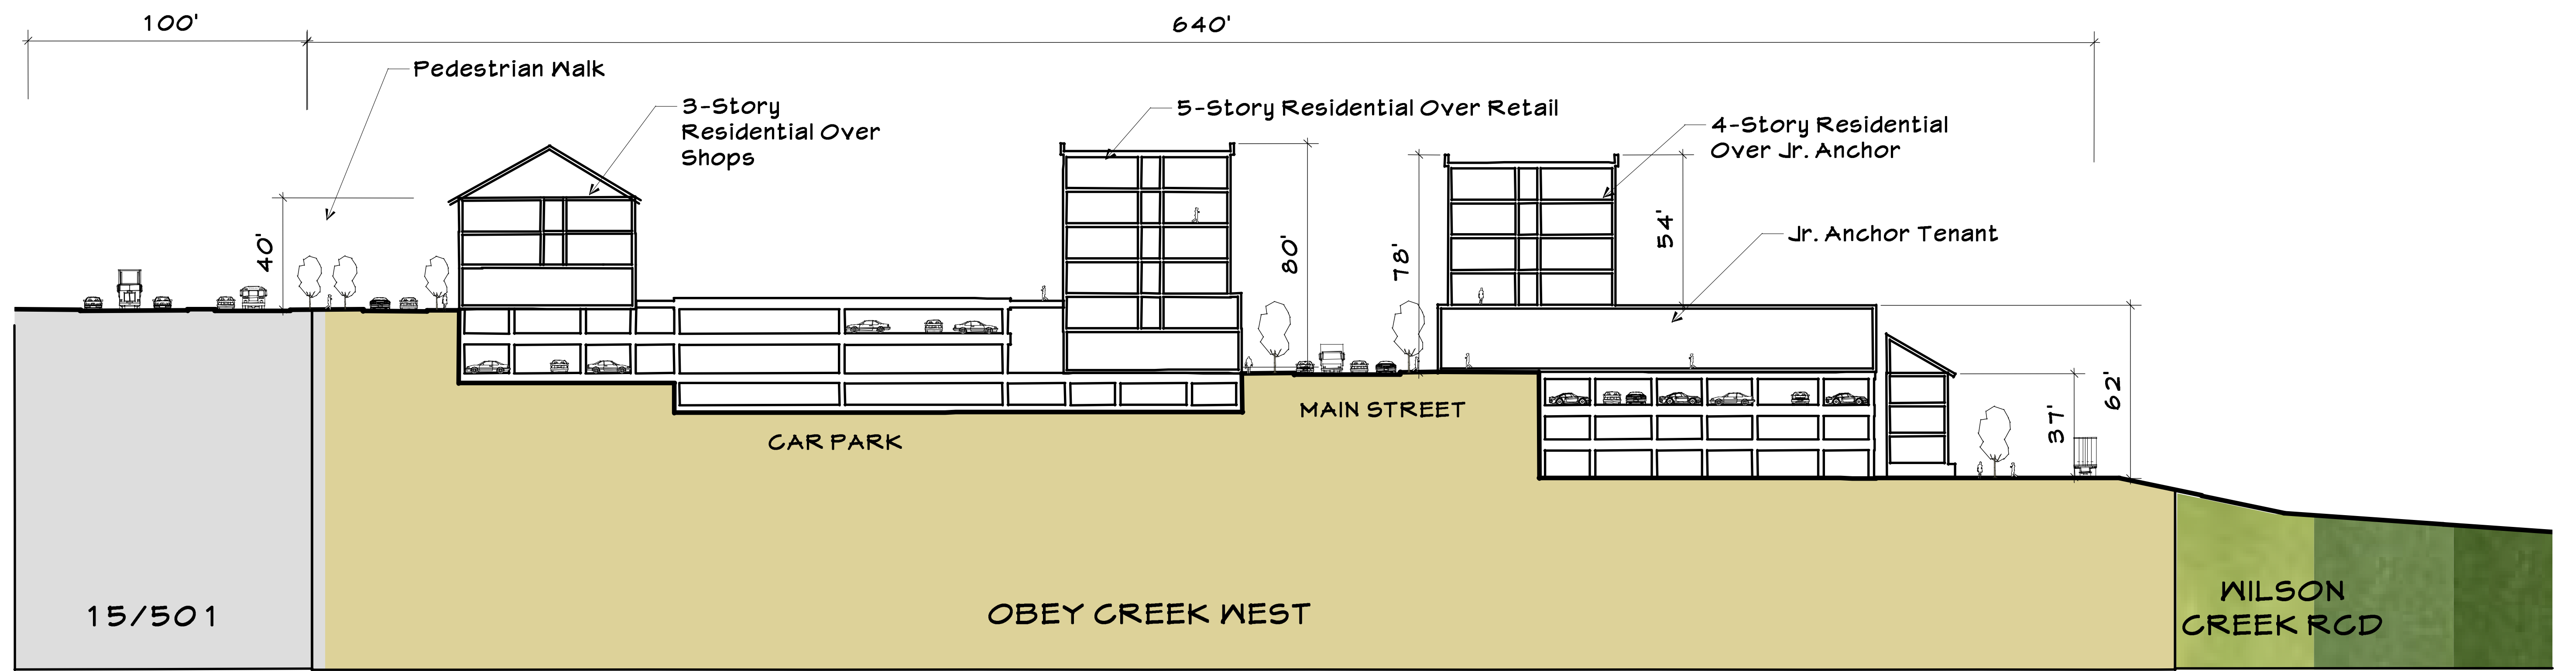 100'
640'
Pedestrian Walk
3-Story
Residential Over
Shops
5-Story Residential Over Retail
4-Story Residential
Over Jr. Anchor
Jr. Anchor Tenant
40'
80'
78'
54'
37'
62'
MAIN STREET
CAR PARK
15/501
OBEY CREEK WEST
WILSON
CREEK RCD